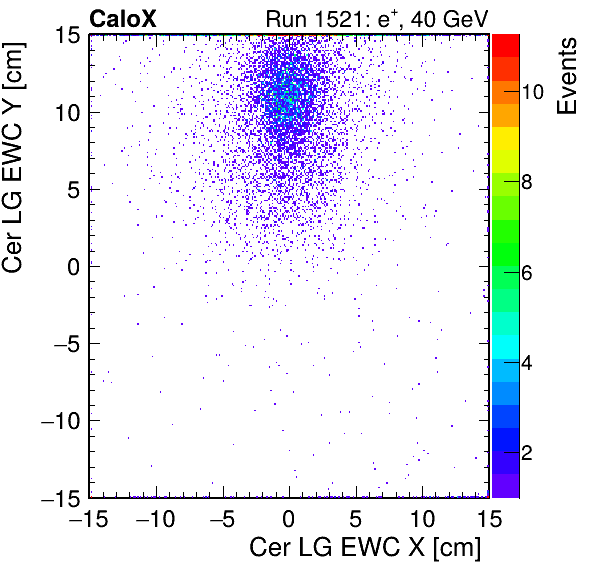 CaloX Run 1521: e⁺, 40 GeV
Cer LG EWC Y [cm]
15
10
5
0
−5
−10
−15
−15 −10 −5 0 5 10 15
Cer LG EWC X [cm]
Events
10
8
6
4
2